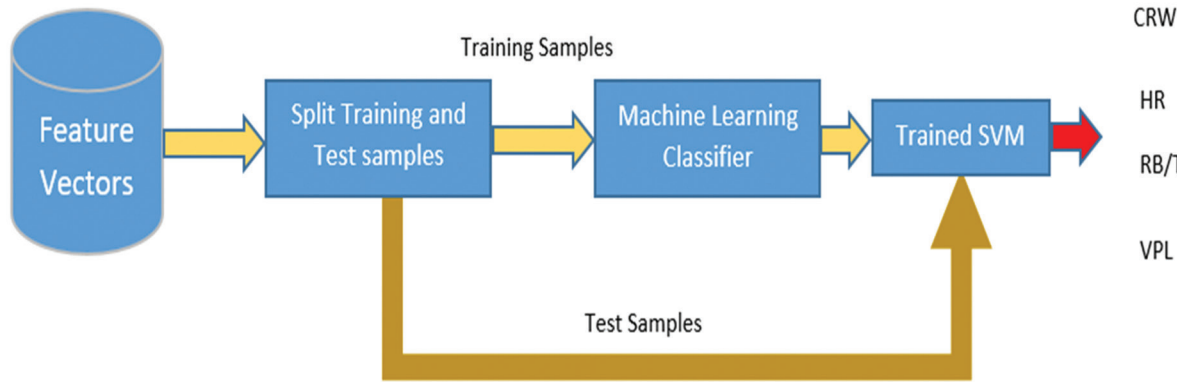 CRW
Training Samples
Feature
Vectors
Split Training and
Test samples
Machine Learning
Classifier
Trained SVM
HR
RB/T
VPL
Test Samples